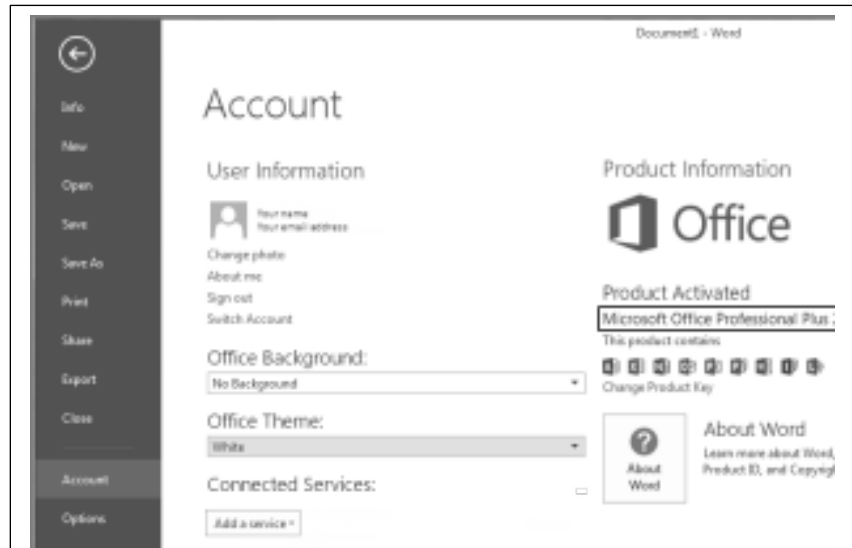 Document1 - Word
Info
New
Open
Save
Save As
Print
Share
Export
Close
Account
Options
Account
User Information
Your name
Your email address
Change photo
About me
Sign out
Switch Account
Office Background:
No Background
Office Theme:
White
Connected Services:
Add a service
Product Information
Office
Product Activated
Microsoft Office Professional Plus
This product contains
Change Product Key
About Word
About Word
Learn more about Word,
Product ID, and Copyrig